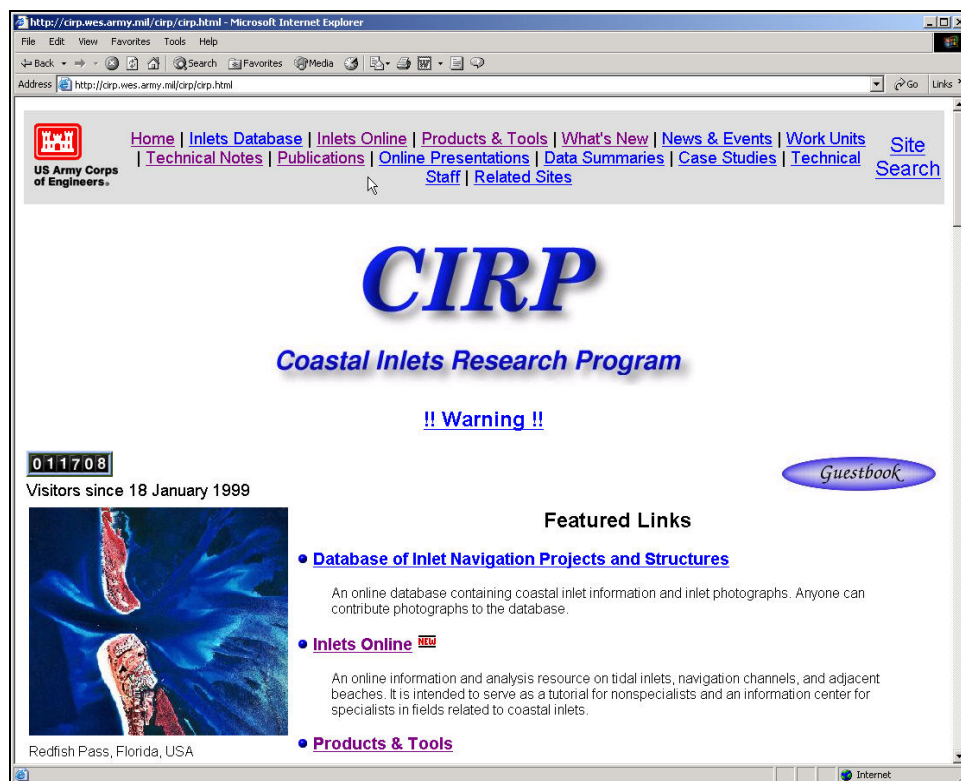 http://cirp.wes.army.mil/cirp/cirp.html - Microsoft Internet Explorer
File Edit View Favorites Tools Help
Back Search Favorites Media
Address http://cirp.wes.army.mil/cirp/cirp.html Go Links
US Army Corps
of Engineers®
Home | Inlets Database | Inlets Online | Products & Tools | What's New | News & Events | Work Units
| Technical Notes | Publications | Online Presentations | Data Summaries | Case Studies | Technical
Staff | Related Sites
Site
Search
CIRP
Coastal Inlets Research Program
!! Warning !!
011708
Guestbook
Visitors since 18 January 1999
Featured Links
Database of Inlet Navigation Projects and Structures
An online database containing coastal inlet information and inlet photographs. Anyone can
contribute photographs to the database.
Inlets Online NEW
An online information and analysis resource on tidal inlets, navigation channels, and adjacent
beaches. It is intended to serve as a tutorial for nonspecialists and an information center for
specialists in fields related to coastal inlets.
Products & Tools
Redfish Pass, Florida, USA
Internet